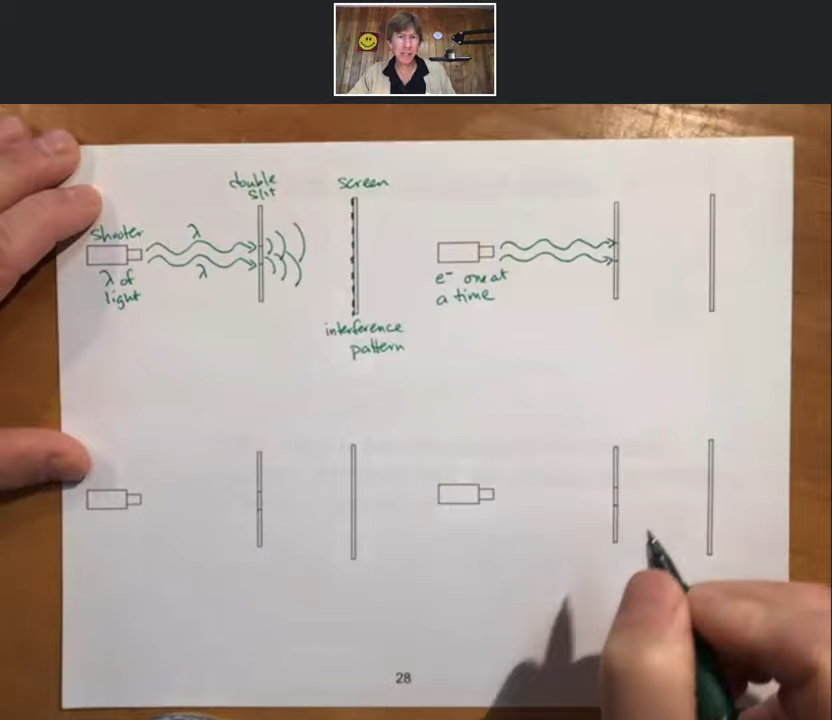 double
slit
screen
shooter
λ
λ
λ of
light
interference
pattern
e⁻ one at
a time
28